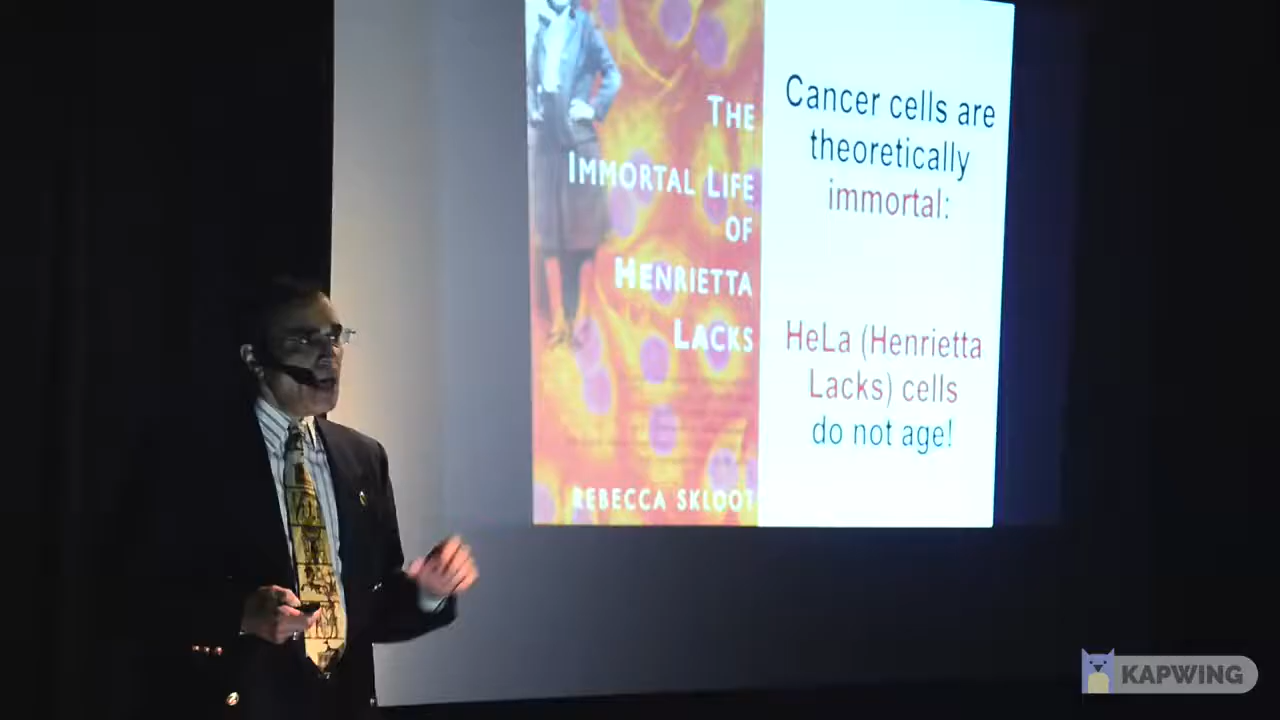 THE
IMMORTAL LIFE
OF
HENRIETTA
LACKS
REBECCA SKLOOT
Cancer cells are
theoretically
immortal:
HeLa (Henrietta
Lacks) cells
do not age!
KAPWING